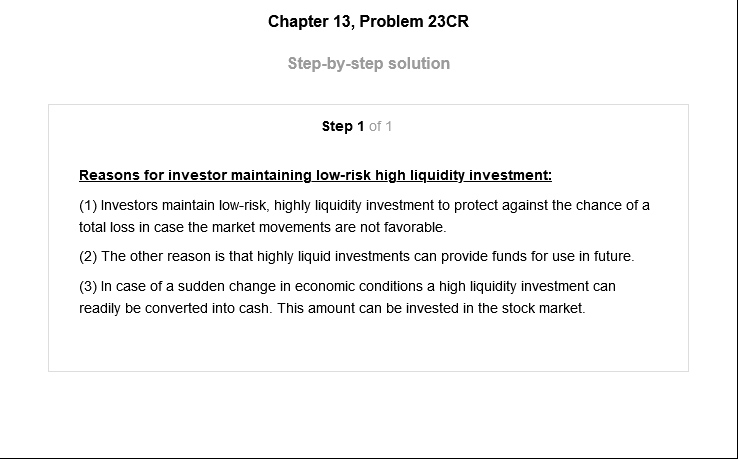 Chapter 13, Problem 23CR
Step-by-step solution
Step 1 of 1
Reasons for investor maintaining low-risk high liquidity investment:
(1) Investors maintain low-risk, highly liquidity investment to protect against the chance of a
total loss in case the market movements are not favorable.
(2) The other reason is that highly liquid investments can provide funds for use in future.
(3) In case of a sudden change in economic conditions a high liquidity investment can
readily be converted into cash. This amount can be invested in the stock market.